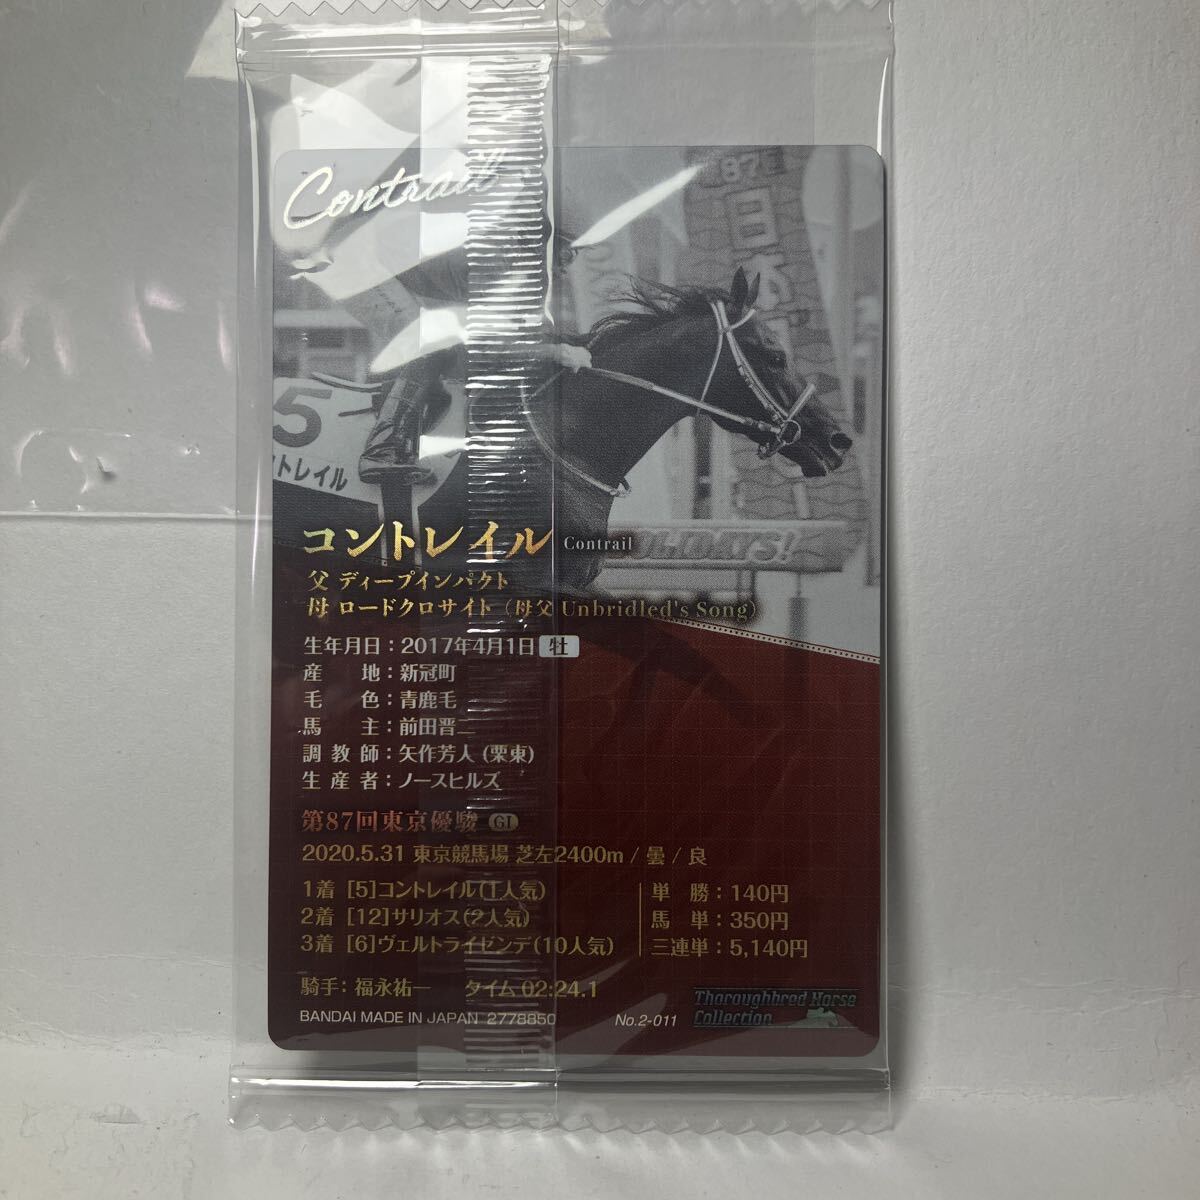 Contrail
87
日本ダ
5
ントレイル
HOLIDAYS!
コントレイル Contrail
父 ディープインパクト
母 ロードクロサイト（母父 Unbridled's Song）
生年月日：2017年4月1日 牡
産地：新冠町
毛色：青鹿毛
馬主：前田晋二
調教師：矢作芳人(栗東)
生産者：ノースヒルズ
第87回東京優駿 GI
2020.5.31 東京競馬場 芝左2400m / 曇 / 良
1着 [5]コントレイル(1人気) 単勝：140円
2着 [12]サリオス(2人気) 馬単：350円
3着 [6]ヴェルトライゼンデ(10人気) 三連単：5,140円
騎手：福永祐一 タイム 02:24.1
BANDAI MADE IN JAPAN 2778850 No.2-011
Thoroughbred Horse
Collection